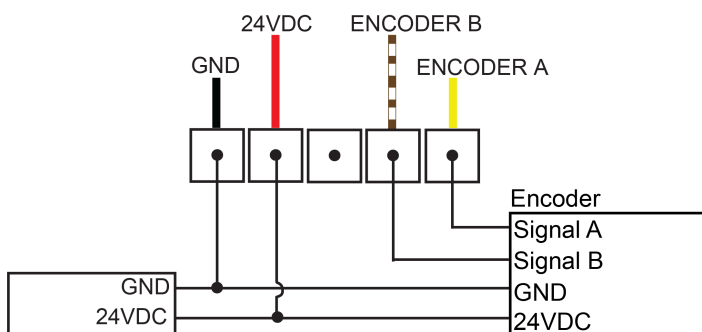 24VDC
ENCODER B
GND
ENCODER A
Encoder
Signal A
Signal B
GND
GND
24VDC
24VDC